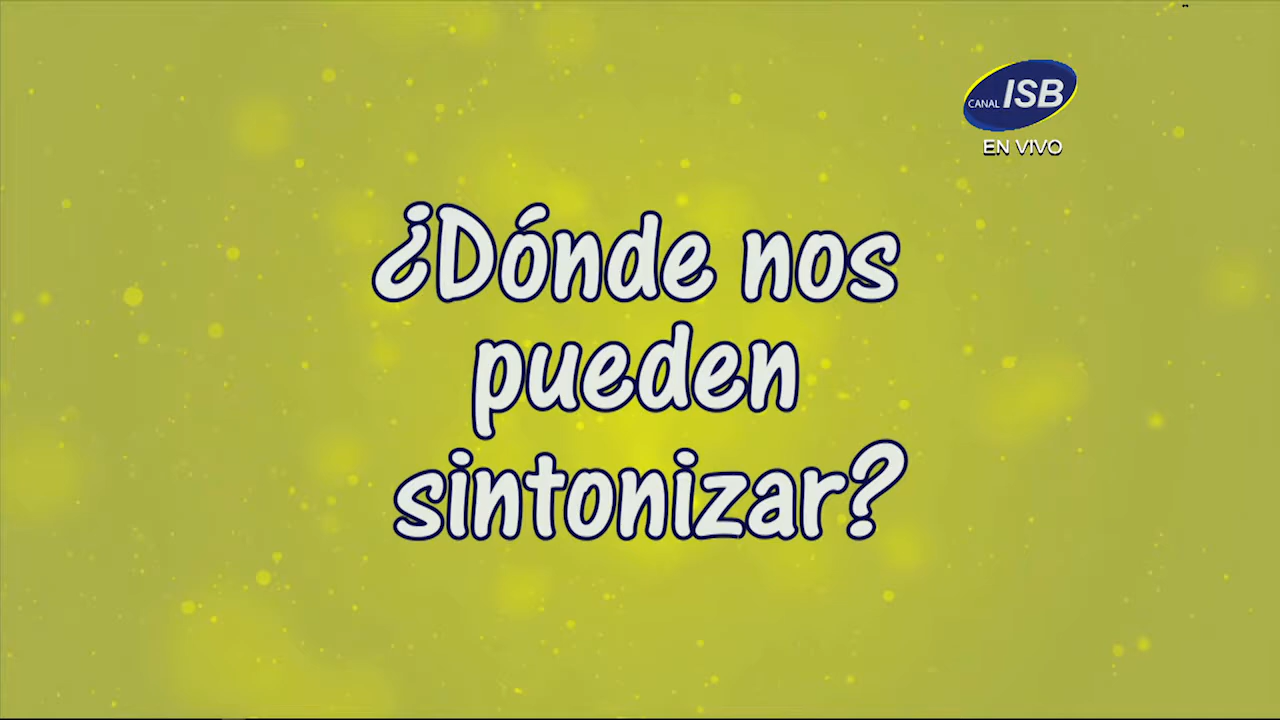 CANAL ISB
EN VIVO
¿Dónde nos
pueden
sintonizar?